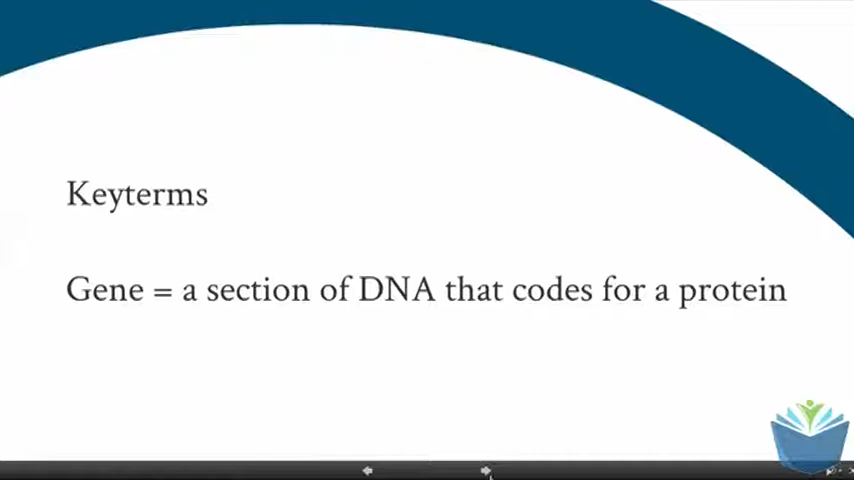 Keyterms
Gene = a section of DNA that codes for a protein